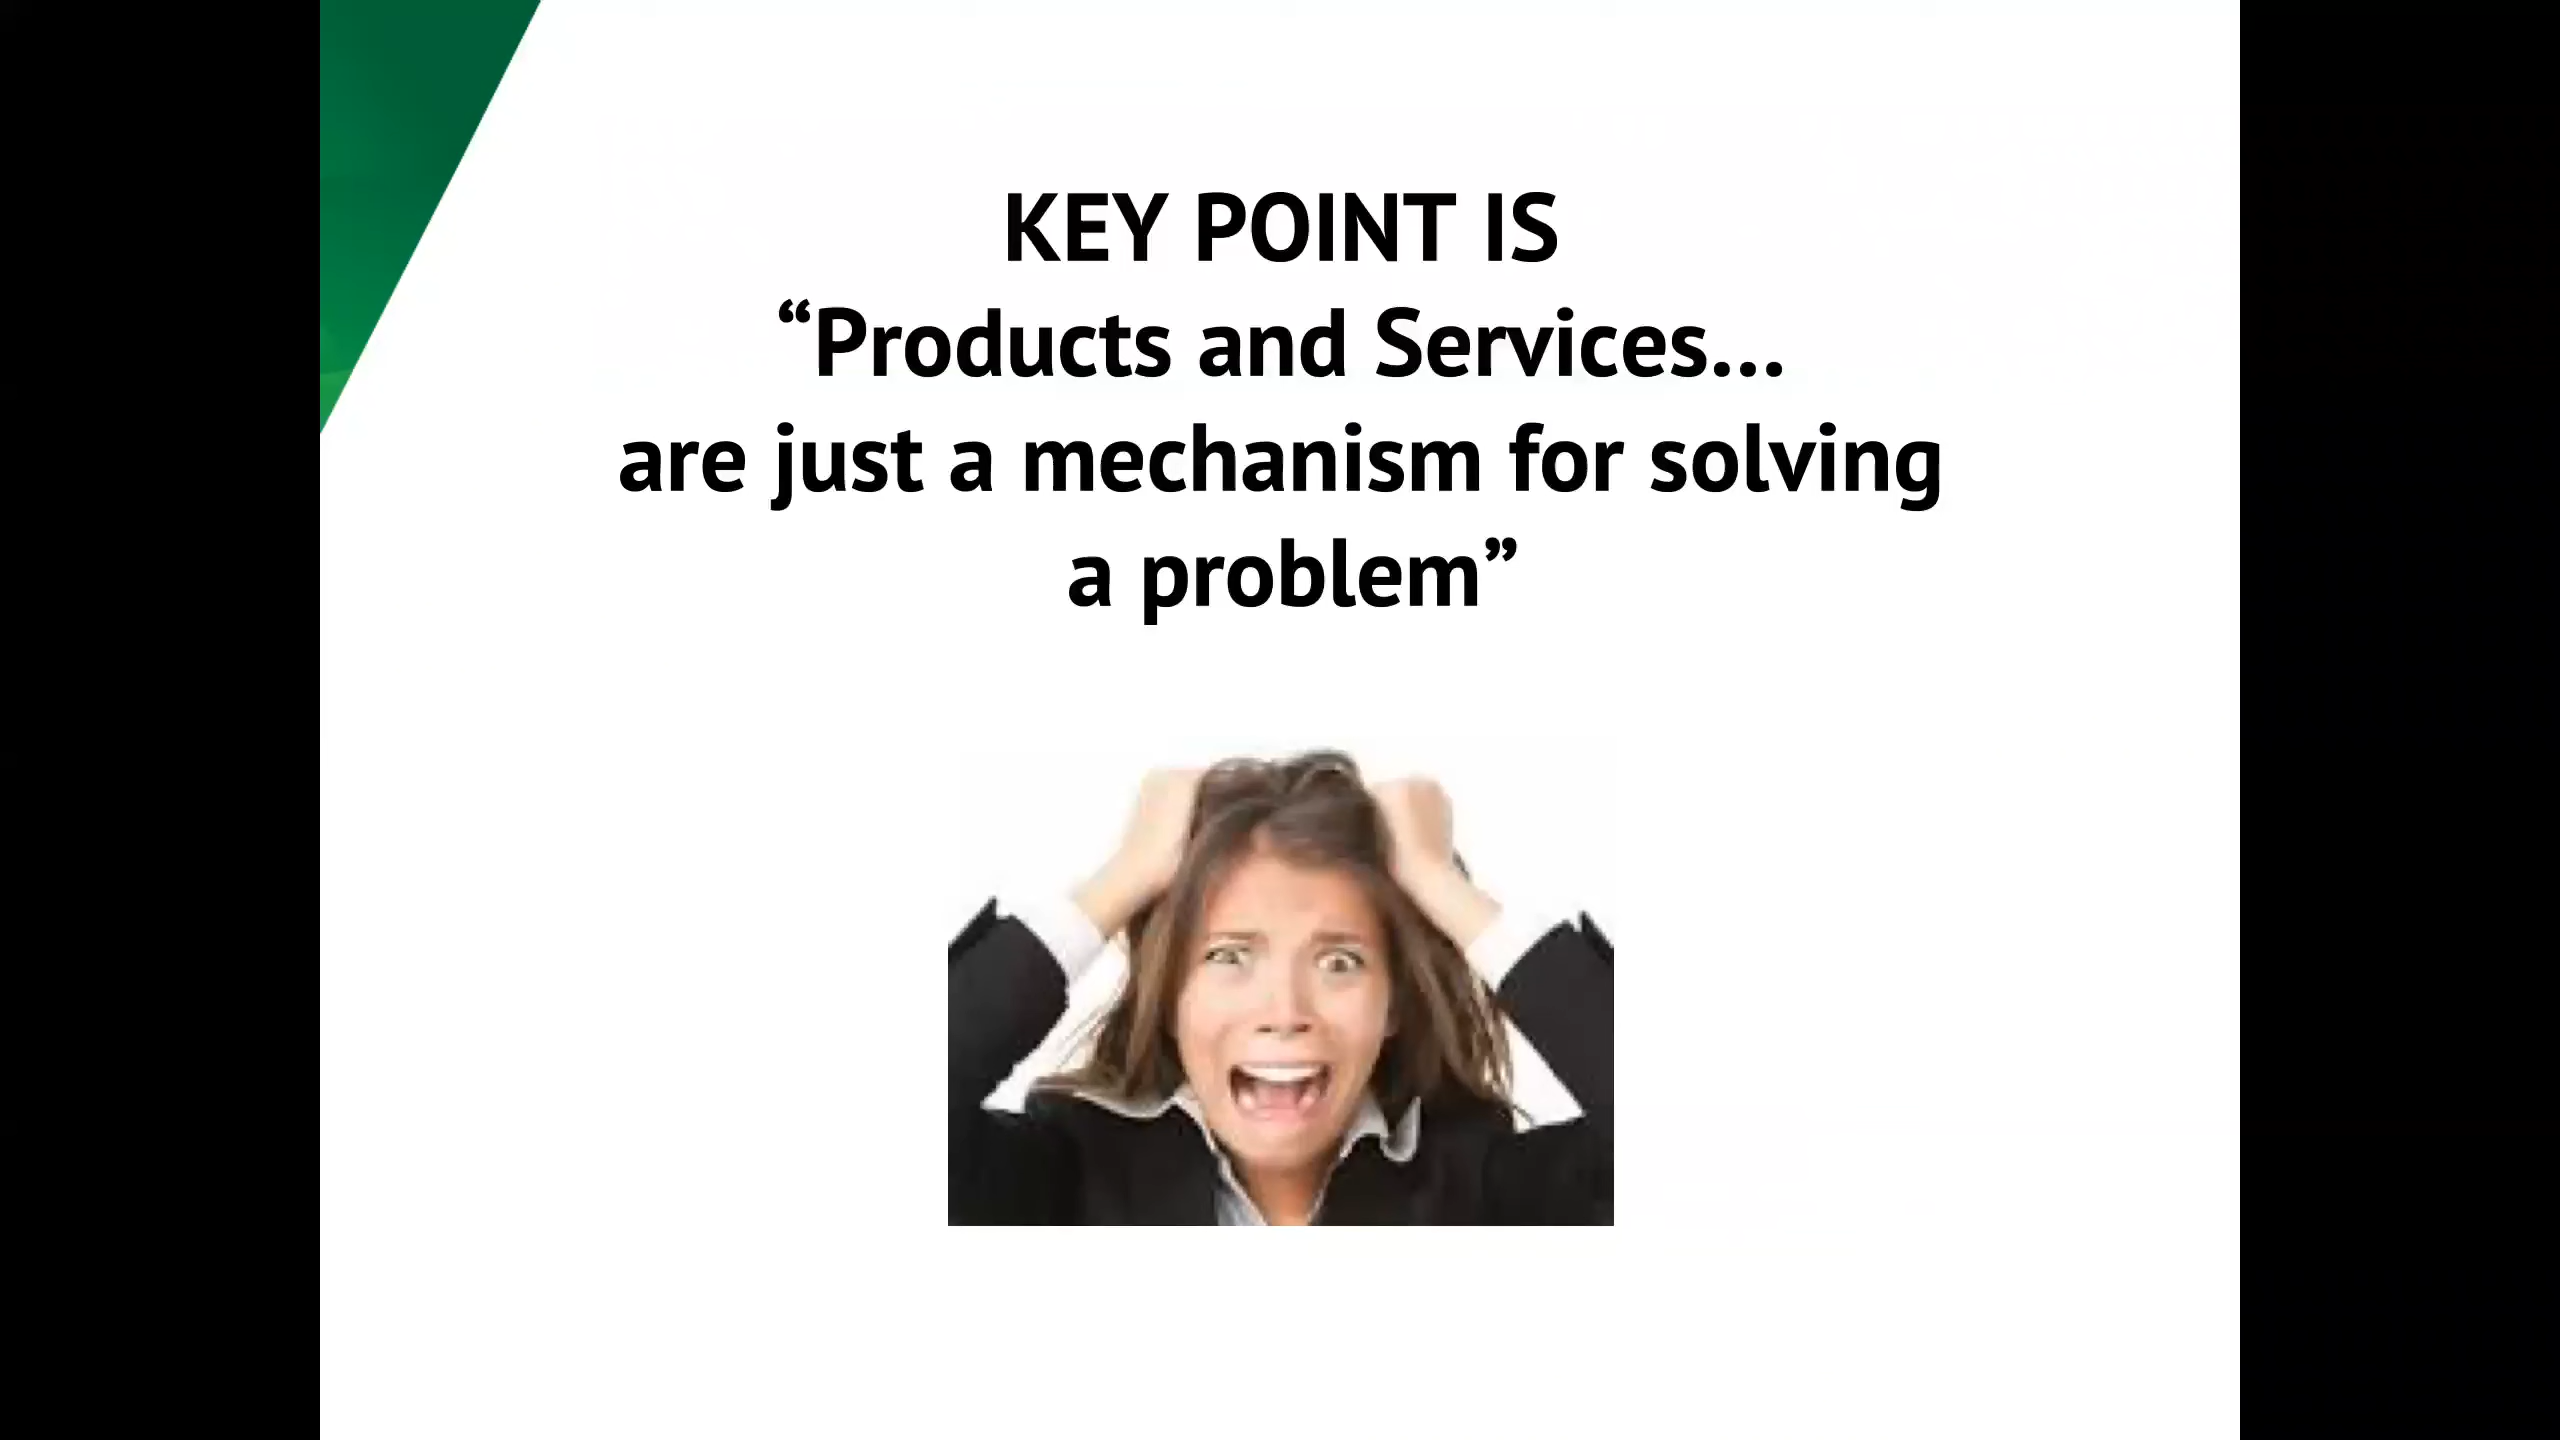 KEY POINT IS
“Products and Services...
are just a mechanism for solving
a problem”